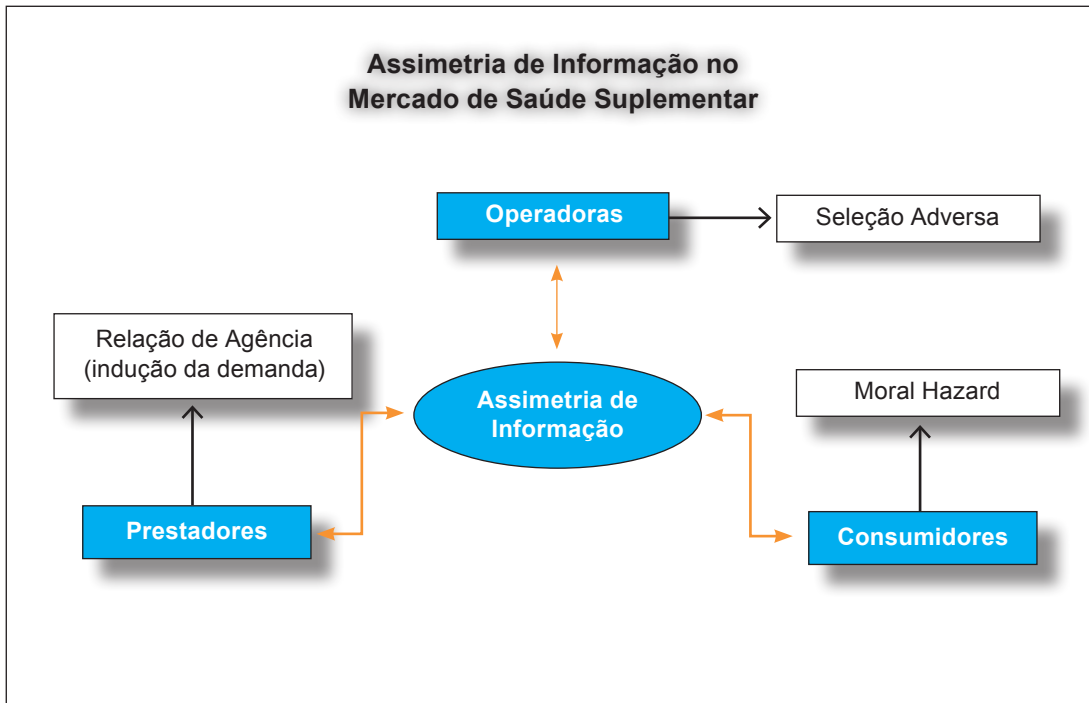 Assimetria de Informação no
Mercado de Saúde Suplementar
Operadoras
Seleção Adversa
Relação de Agência
(indução da demanda)
Assimetria de
Informação
Moral Hazard
Prestadores
Consumidores